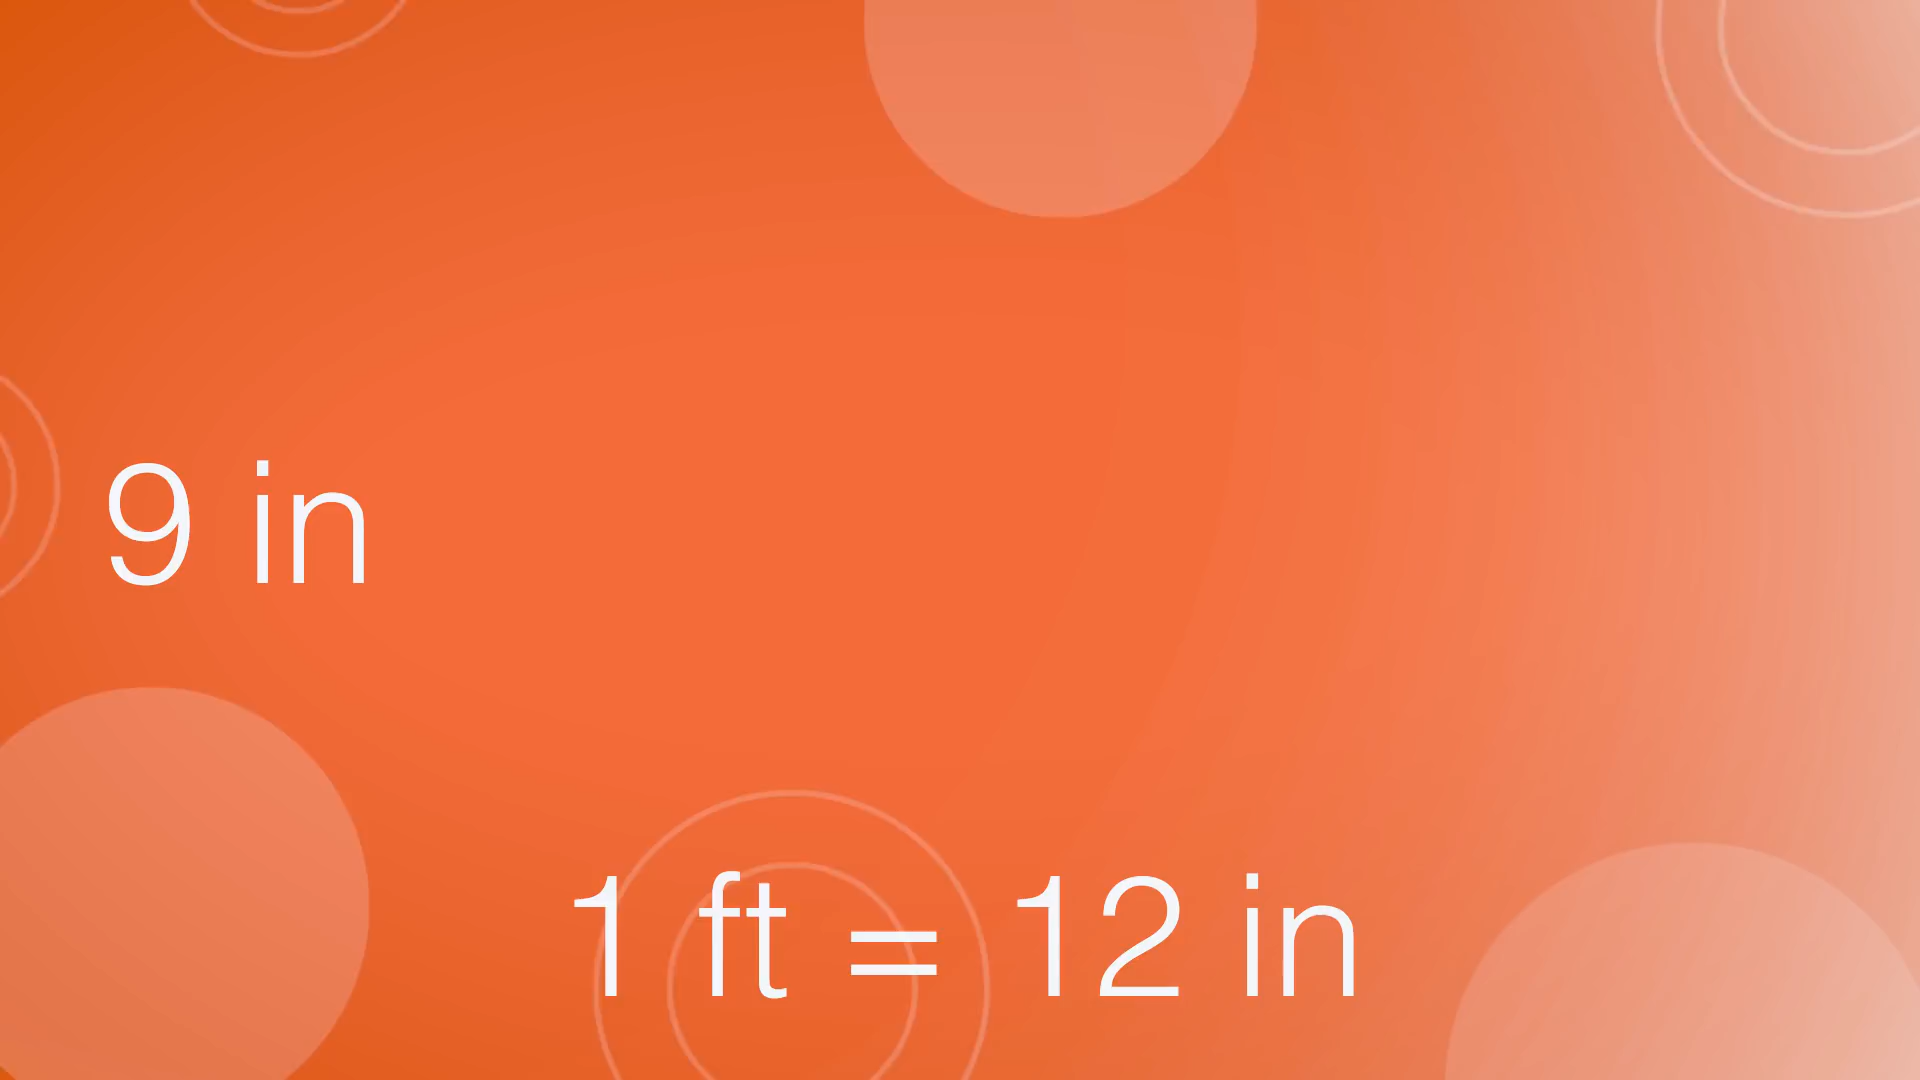 9 in
1 ft = 12 in